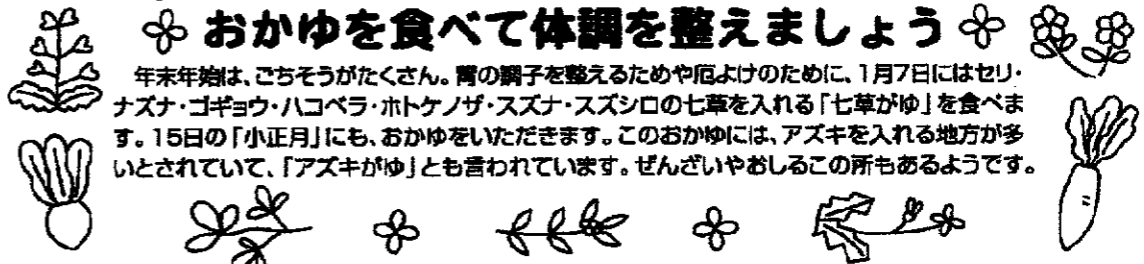 おかゆを食べて体調を整えましょう
年末年始は、ごちそうがたくさん。胃の調子を整えるためや厄よけのために、1月7日にはセリ・
ナズナ・ゴギョウ・ハコベラ・ホトケノザ・スズナ・スズシロの七草を入れる「七草がゆ」を食べま
す。15日の「小正月」にも、おかゆをいただきます。このおかゆには、アズキを入れる地方が多
いとされていて、「アズキがゆ」とも言われています。ぜんざいやおしるこの所もあるようです。